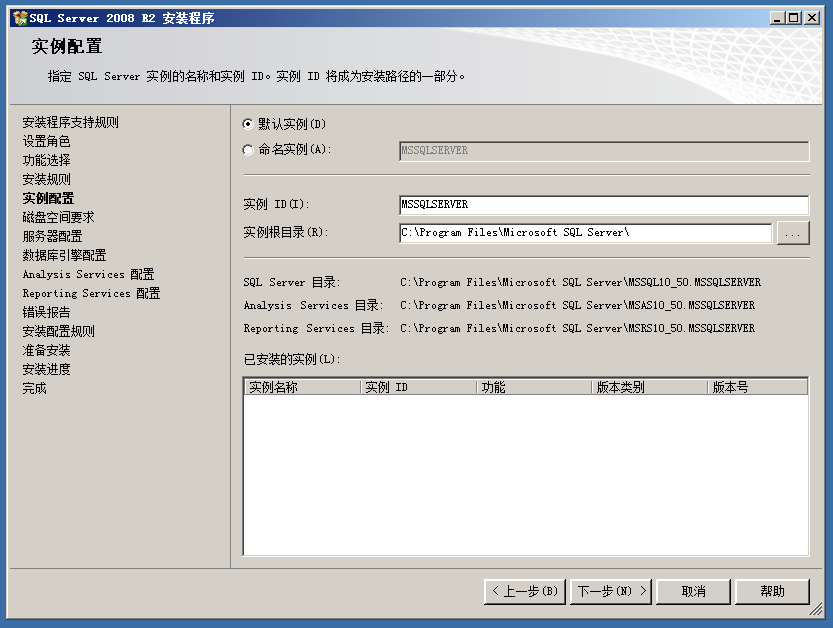 SQL Server 2008 R2 安装程序
实例配置
指定 SQL Server 实例的名称和实例 ID。实例 ID 将成为安装路径的一部分。
安装程序支持规则
设置角色
功能选择
安装规则
实例配置
磁盘空间要求
服务器配置
数据库引擎配置
Analysis Services 配置
Reporting Services 配置
错误报告
安装配置规则
准备安装
安装进度
完成
默认实例(D)
命名实例(A): MSSQLSERVER
实例 ID(I): MSSQLSERVER
实例根目录(R): C:\Program Files\Microsoft SQL Server\ ...
SQL Server 目录: C:\Program Files\Microsoft SQL Server\MSSQL10_50.MSSQLSERVER
Analysis Services 目录: C:\Program Files\Microsoft SQL Server\MSAS10_50.MSSQLSERVER
Reporting Services 目录: C:\Program Files\Microsoft SQL Server\MSRS10_50.MSSQLSERVER
已安装的实例(L):
实例名称 实例 ID 功能 版本类别 版本号
< 上一步(B) 下一步(N) > 取消 帮助